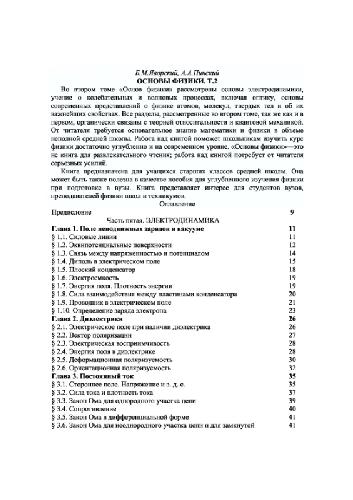 Б.М.Яворский, А.А.Пинский
ОСНОВЫ ФИЗИКИ. Т.2
Во втором томе «Основ физики» рассмотрены основы электродинамики,
учение о колебательных и волновых процессах, включая оптику, основы
современных представлений о физике атомов, молекул, твердых тел и об их
важнейших свойствах. Все разделы, рассмотренные во втором томе, так же как и в
первом, органически связаны с теорией относительности и квантовой механикой.
От читателя требуется основательное знание математики и физики в объеме
неполной средней школы. Работа над книгой поможет школьникам изучить курс
физики достаточно углубленно и на современном уровне. «Основы физики»—это
не книга для развлекательного чтения; работа над книгой потребует от читателя
серьезных усилий.
Книга предназначена для учащихся старших классов средней школы. Она
может быть также полезна в качестве пособия для углубленного изучения физики
при подготовке в вузы. Книга представляет интерес для студентов вузов,
преподавателей физики школ и техникумов.
Оглавление
Предисловие 9
Часть пятая. ЭЛЕКТРОДИНАМИКА
Глава 1. Поле неподвижных зарядов в вакууме 11
§ 1.1. Силовые линии 11
§ 1.2. Эквипотенциальные поверхности 12
§ 1.3. Связь между напряженностью и потенциалом 14
§ 1.4. Диполь в электрическом поле 15
§ 1.5. Плоский конденсатор 18
§ 1.6. Электроемкость 19
§ 1.7. Энергия поля. Плотность энергии 19
§ 1.8. Сила взаимодействия между пластинами конденсатора 20
§ 1.9. Проводник в электрическом поле 21
§ 1.10. Определение заряда электрона 23
Глава 2. Диэлектрики 26
§ 2.1. Электрическое поле при наличии диэлектрика 26
§ 2.2. Вектор поляризации 27
§ 2.3. Электрическая восприимчивость 28
§ 2.4. Энергия поля в диэлектрике 28
§ 2.5. Деформационная поляризуемость 30
§ 2.6. Ориентационная поляризуемость 32
Глава 3. Постоянный ток 35
§ 3.1. Стороннее поле. Напряжение и э. д. с. 35
§ 3.2. Сила тока и плотность тока 37
§ 3.3. Закон Ома для однородного участка цепи 39
§ 3.4. Сопротивление 40
§ 3.5. Закон Ома в дифференциальной форме 41
§ 3.6. Закон Ома для неоднородного участка цепи и для замкнутой 41